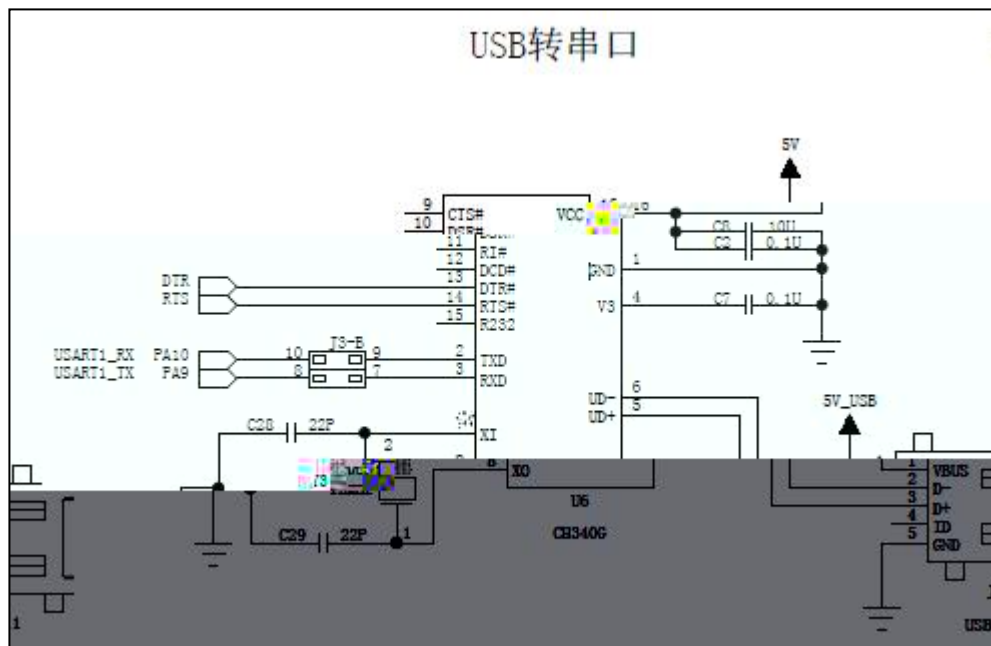 USB转串口
5V
9 CTS# VCC
10 DSR#
C8 10U
C2 0.1U
11 RI#
12 DCD# GND 1
DTR 13 DTR#
RTS 14 RTS# V3 4 C7 0.1U
15 R232
J3-B
USART1_RX PA10 10 9 2 TXD
USART1_TX PA9 8 7 3 RXD
UD- 6
UD+ 5
5V_USB
C28 22P XI
2
XO
1 VBUS
2 D-
3 D+
4 ID
5 GND
U6
CH340G
C29 22P 1
1
USB